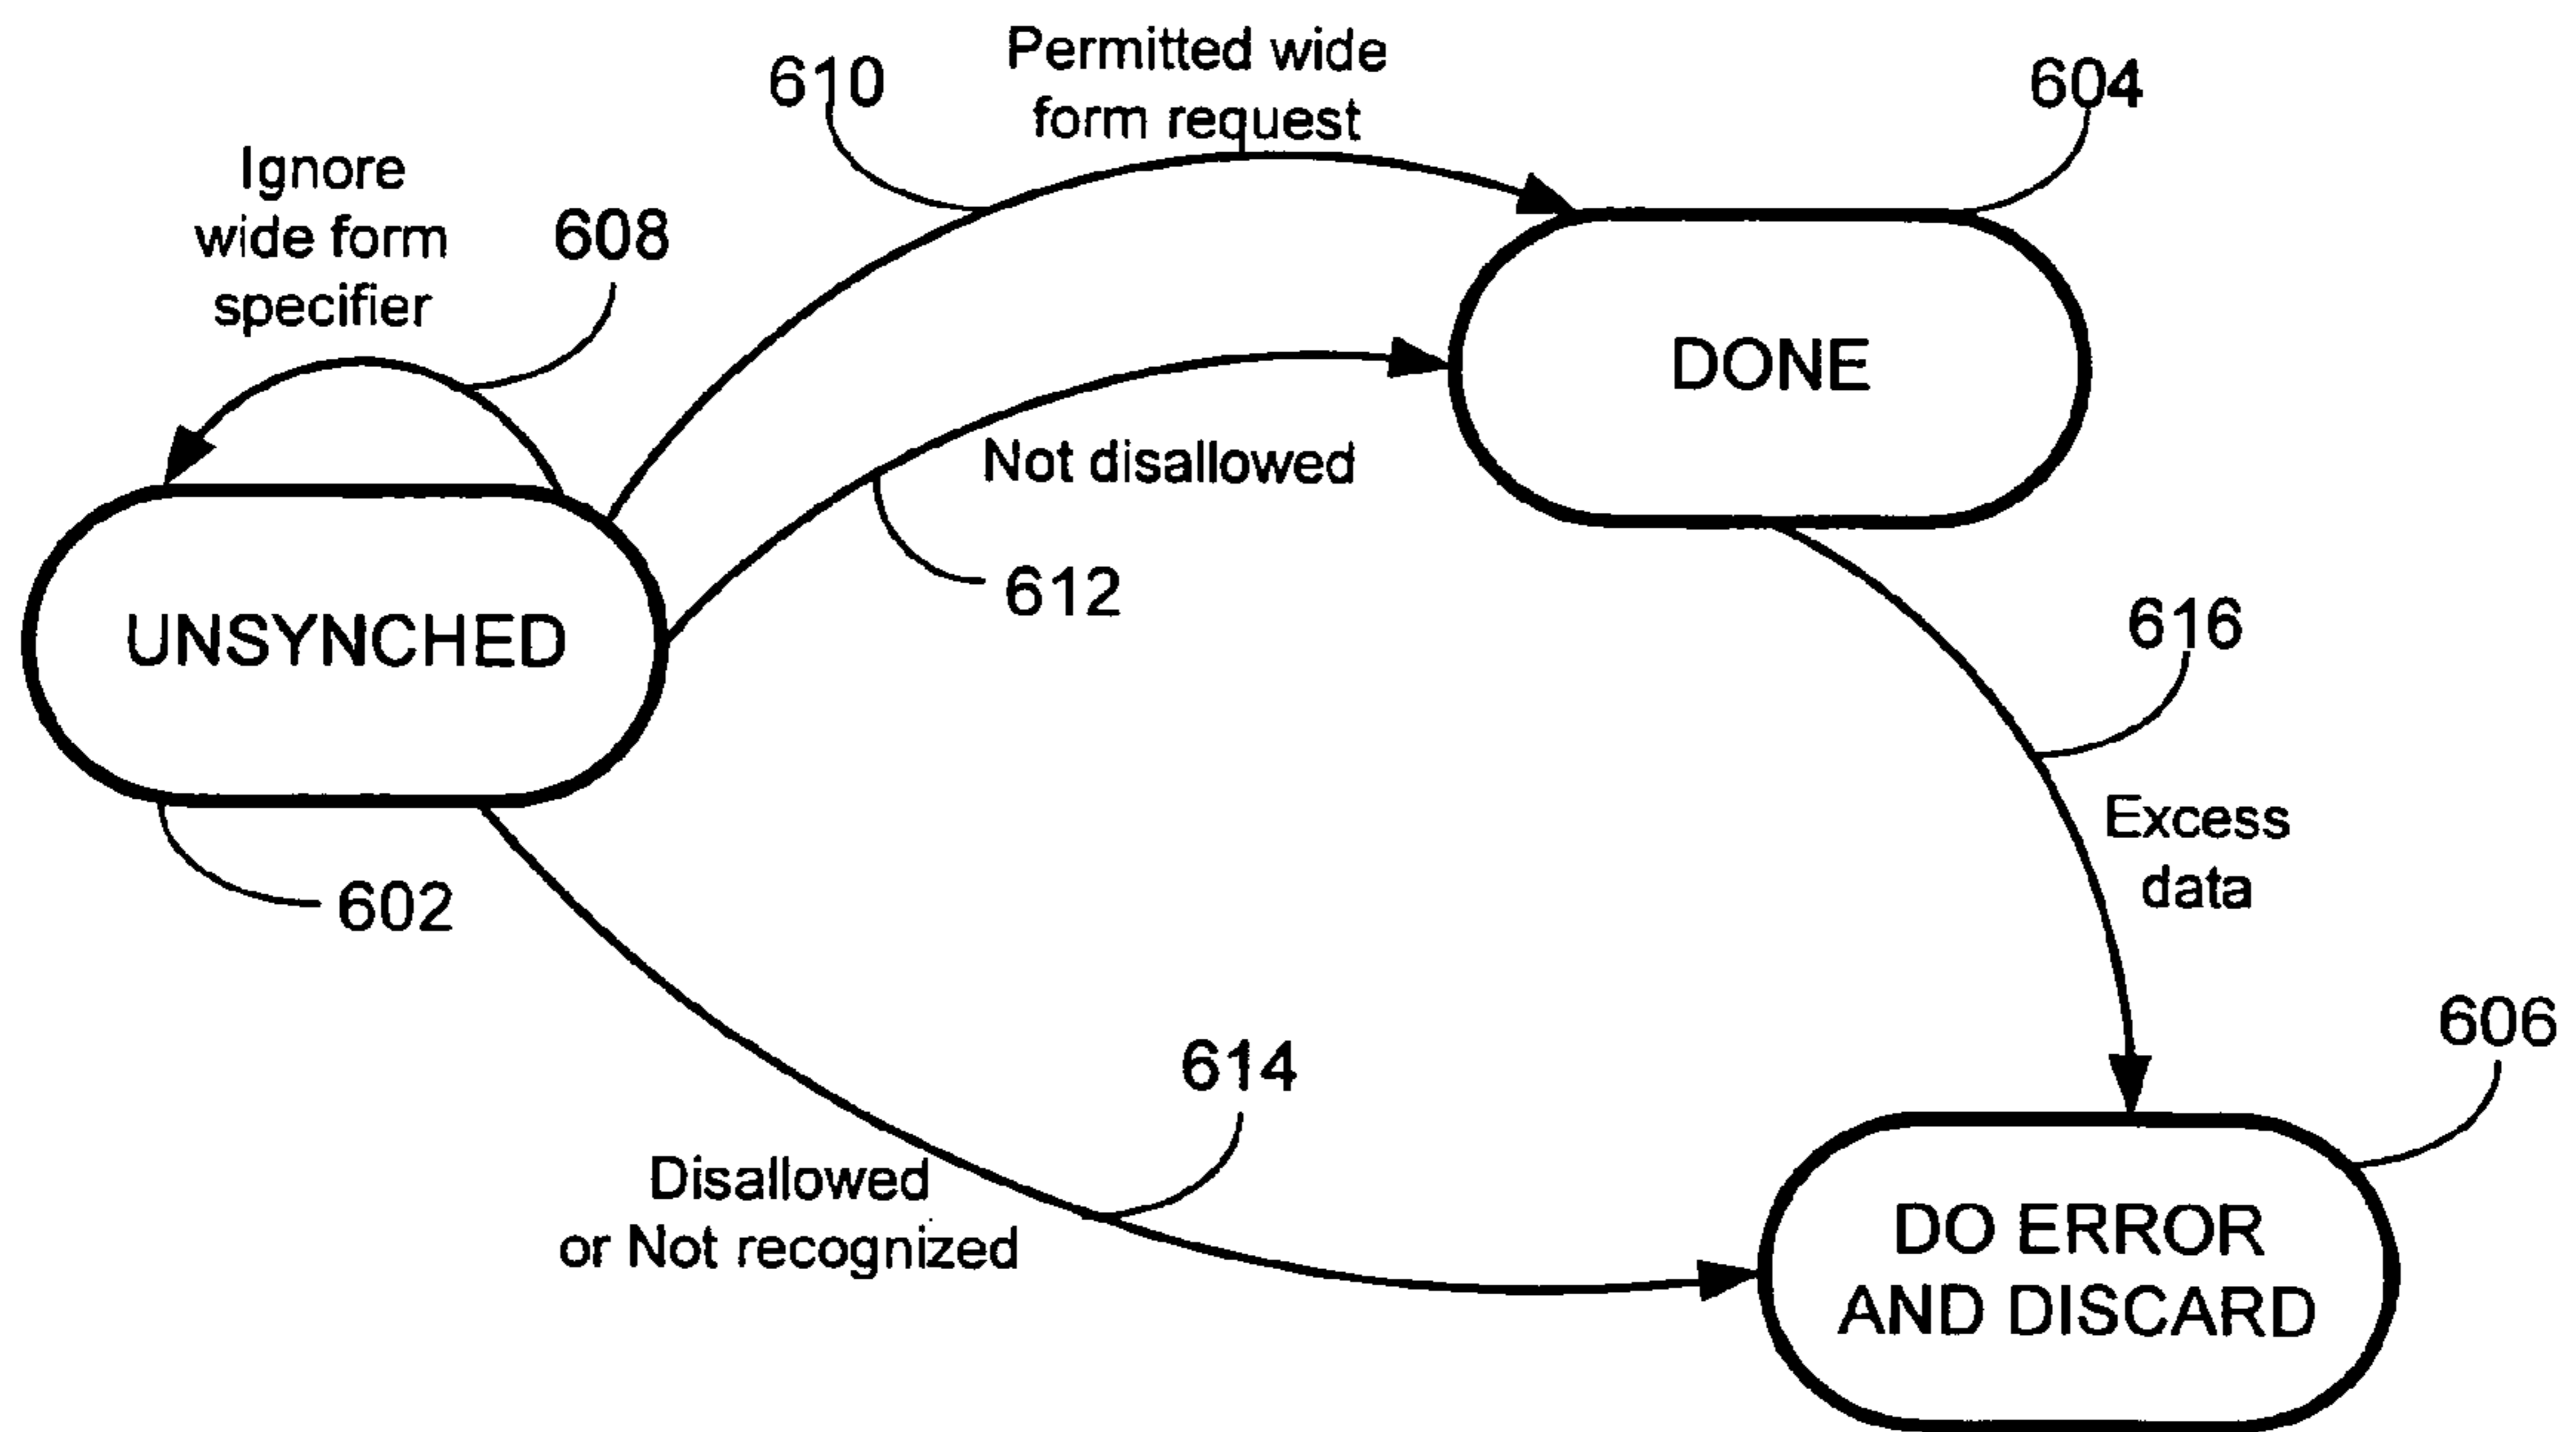 610
Permitted wide
form request
604
Ignore
wide form
specifier
608
DONE
Not disallowed
612
UNSYNCHED
616
602
Excess
data
606
614
Disallowed
or Not recognized
DO ERROR
AND DISCARD